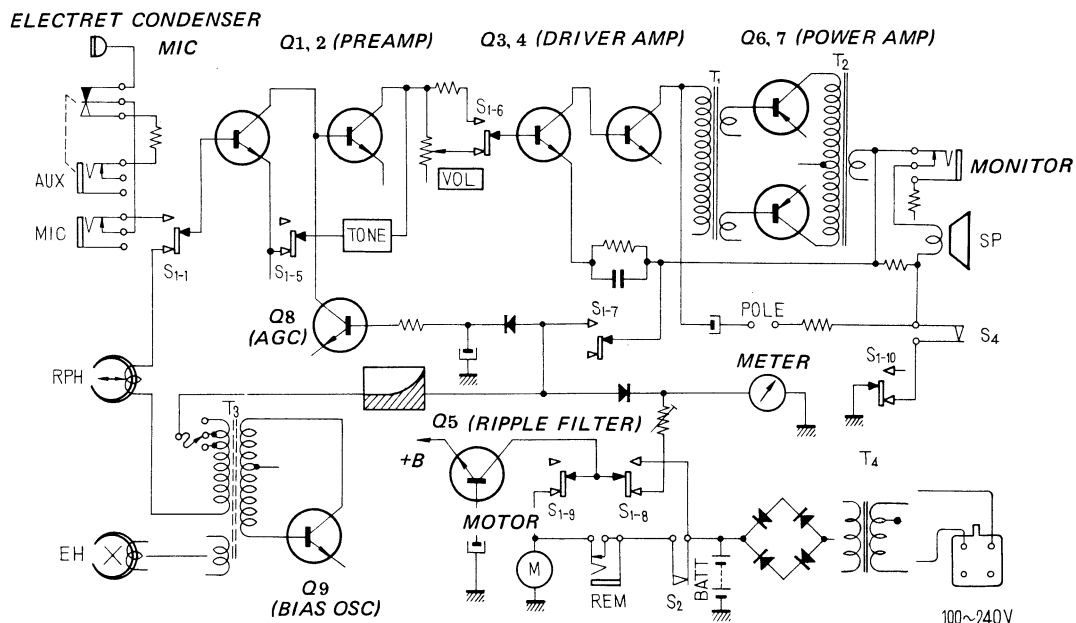 ELECTRET CONDENSER
MIC
Q1, 2 (PREAMP)
Q3, 4 (DRIVER AMP)
Q6, 7 (POWER AMP)
T1
T2
S1-6
AUX
VOL
MONITOR
MIC
TONE
SP
S1-1
S1-5
Q8
(AGC)
S1-7
POLE
S4
RPH
METER
S1-10
T3
Q5 (RIPPLE FILTER)
+B
T4
S1-9
S1-8
MOTOR
EH
M
REM
S2
BATT
Q9
(BIAS OSC)
100~240V